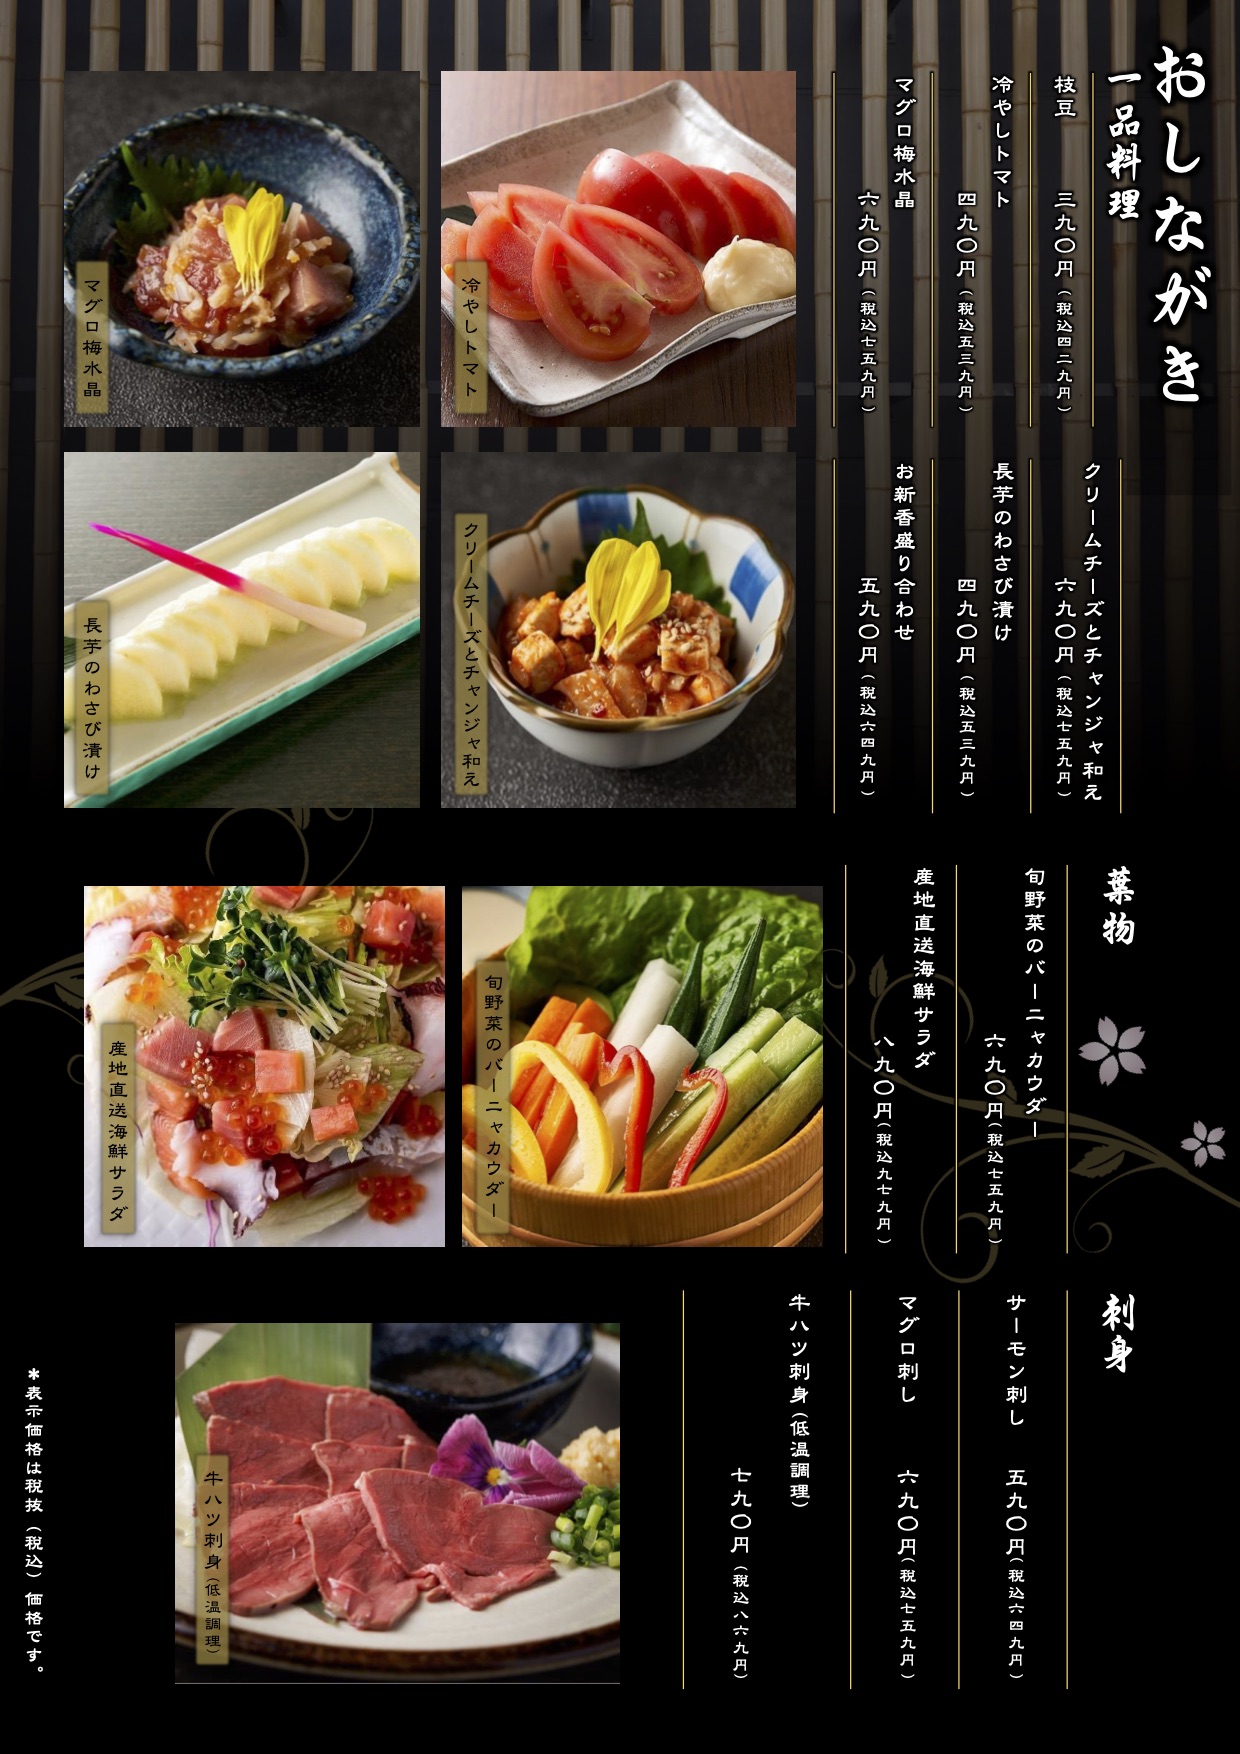 おしながき
一品料理
枝豆
三九〇円（税込四二九円）
冷やしトマト
四九〇円（税込五三九円）
マグロ梅水晶
六九〇円（税込七五九円）
クリームチーズとチャンジャ和え
六九〇円（税込七五九円）
長芋のわさび漬け
四九〇円（税込五三九円）
お新香盛り合わせ
五九〇円（税込六四九円）
冷やしトマト
マグロ梅水晶
クリームチーズとチャンジャ和え
長芋のわさび漬け
葉物
旬野菜のバーニャカウダー
六九〇円（税込七五九円）
産地直送海鮮サラダ
八九〇円（税込九七九円）
旬野菜のバーニャカウダー
産地直送海鮮サラダ
刺身
サーモン刺し
五九〇円（税込六四九円）
マグロ刺し
六九〇円（税込七五九円）
牛ハツ刺身（低温調理）
七九〇円（税込八六九円）
牛ハツ刺身（低温調理）
＊表示価格は税抜（税込）価格です。